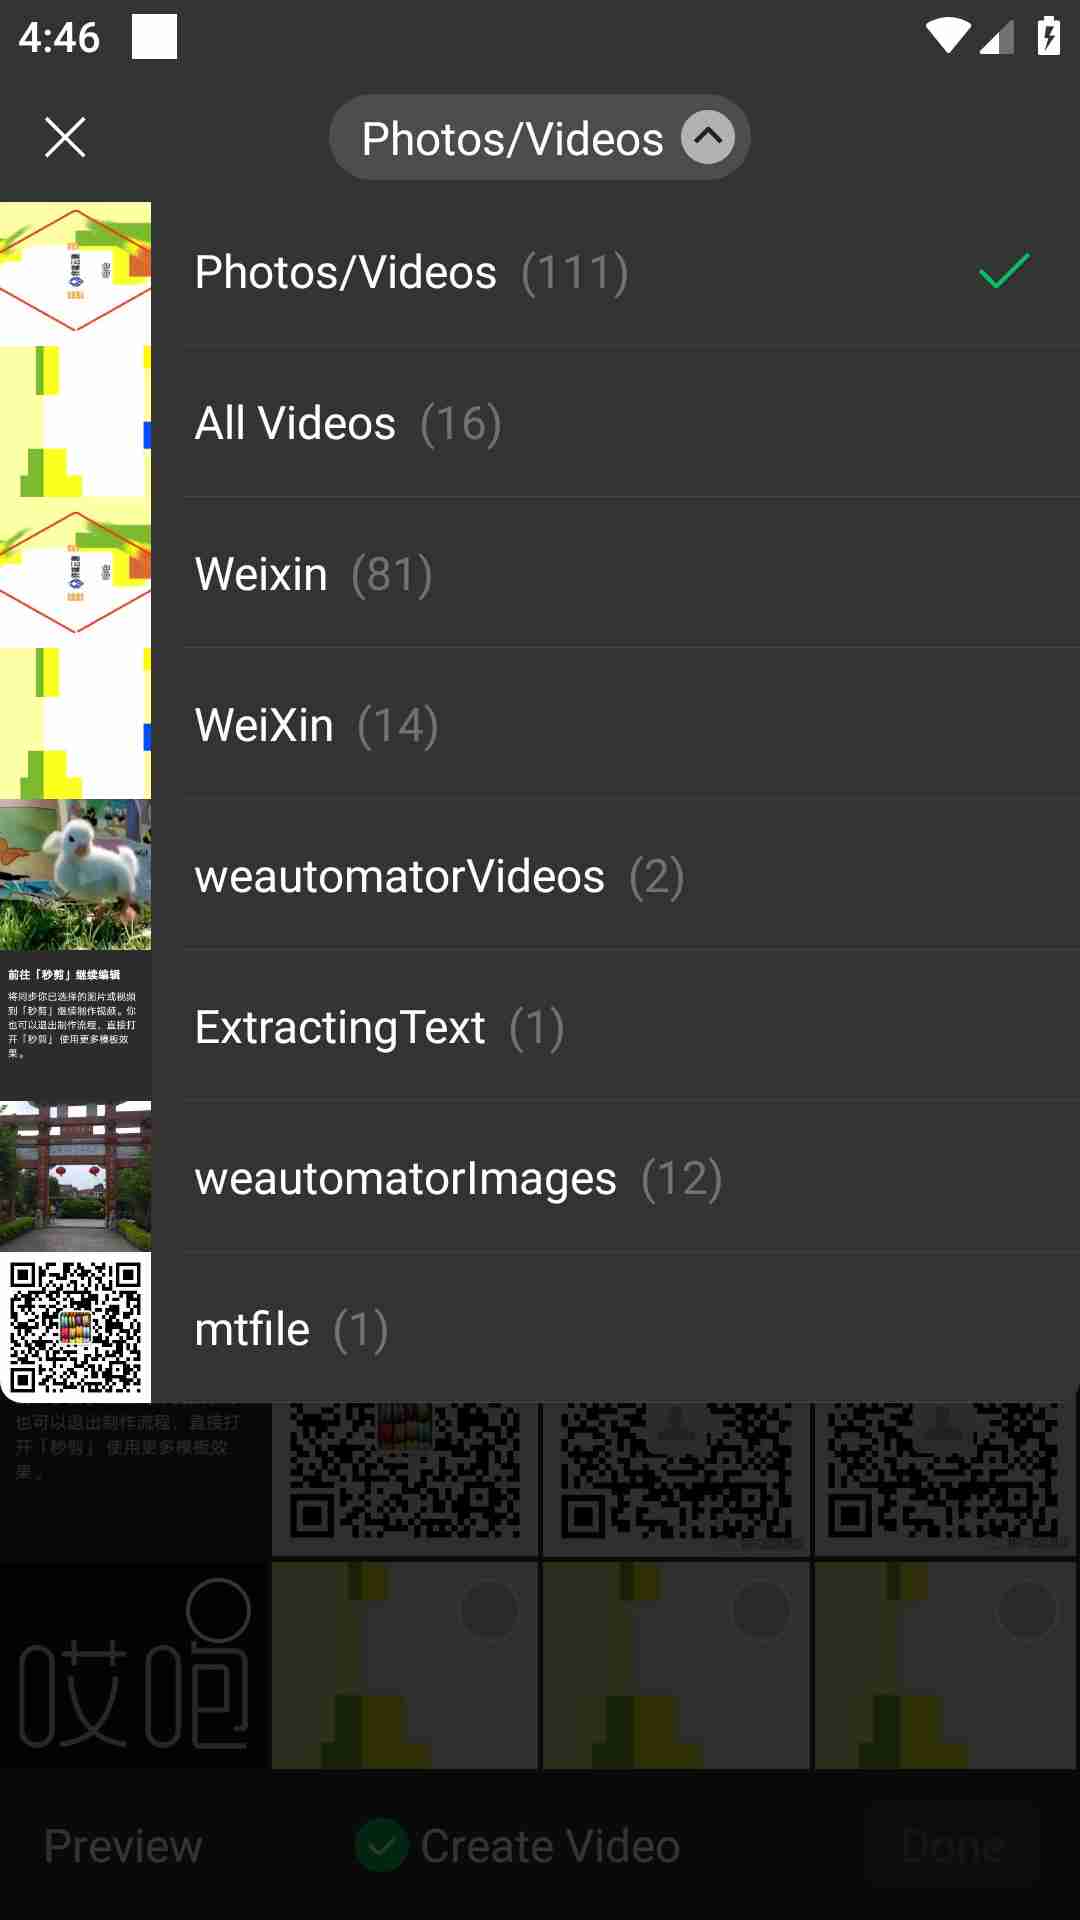 4:46
Photos/Videos
Photos/Videos (111)
All Videos (16)
Weixin (81)
WeiXin (14)
weautomatorVideos (2)
前往「秒剪」继续编辑
将同步你已选择的图片或视频
到「秒剪」继续制作视频。你
也可以退出制作流程，直接打
开「秒剪」使用更多模板效
果。
ExtractingText (1)
weautomatorImages (12)
mtfile (1)
也可以退出制作流程，直接打
开「秒剪」使用更多模板效
果。
哎咆
Preview
Create Video
Done